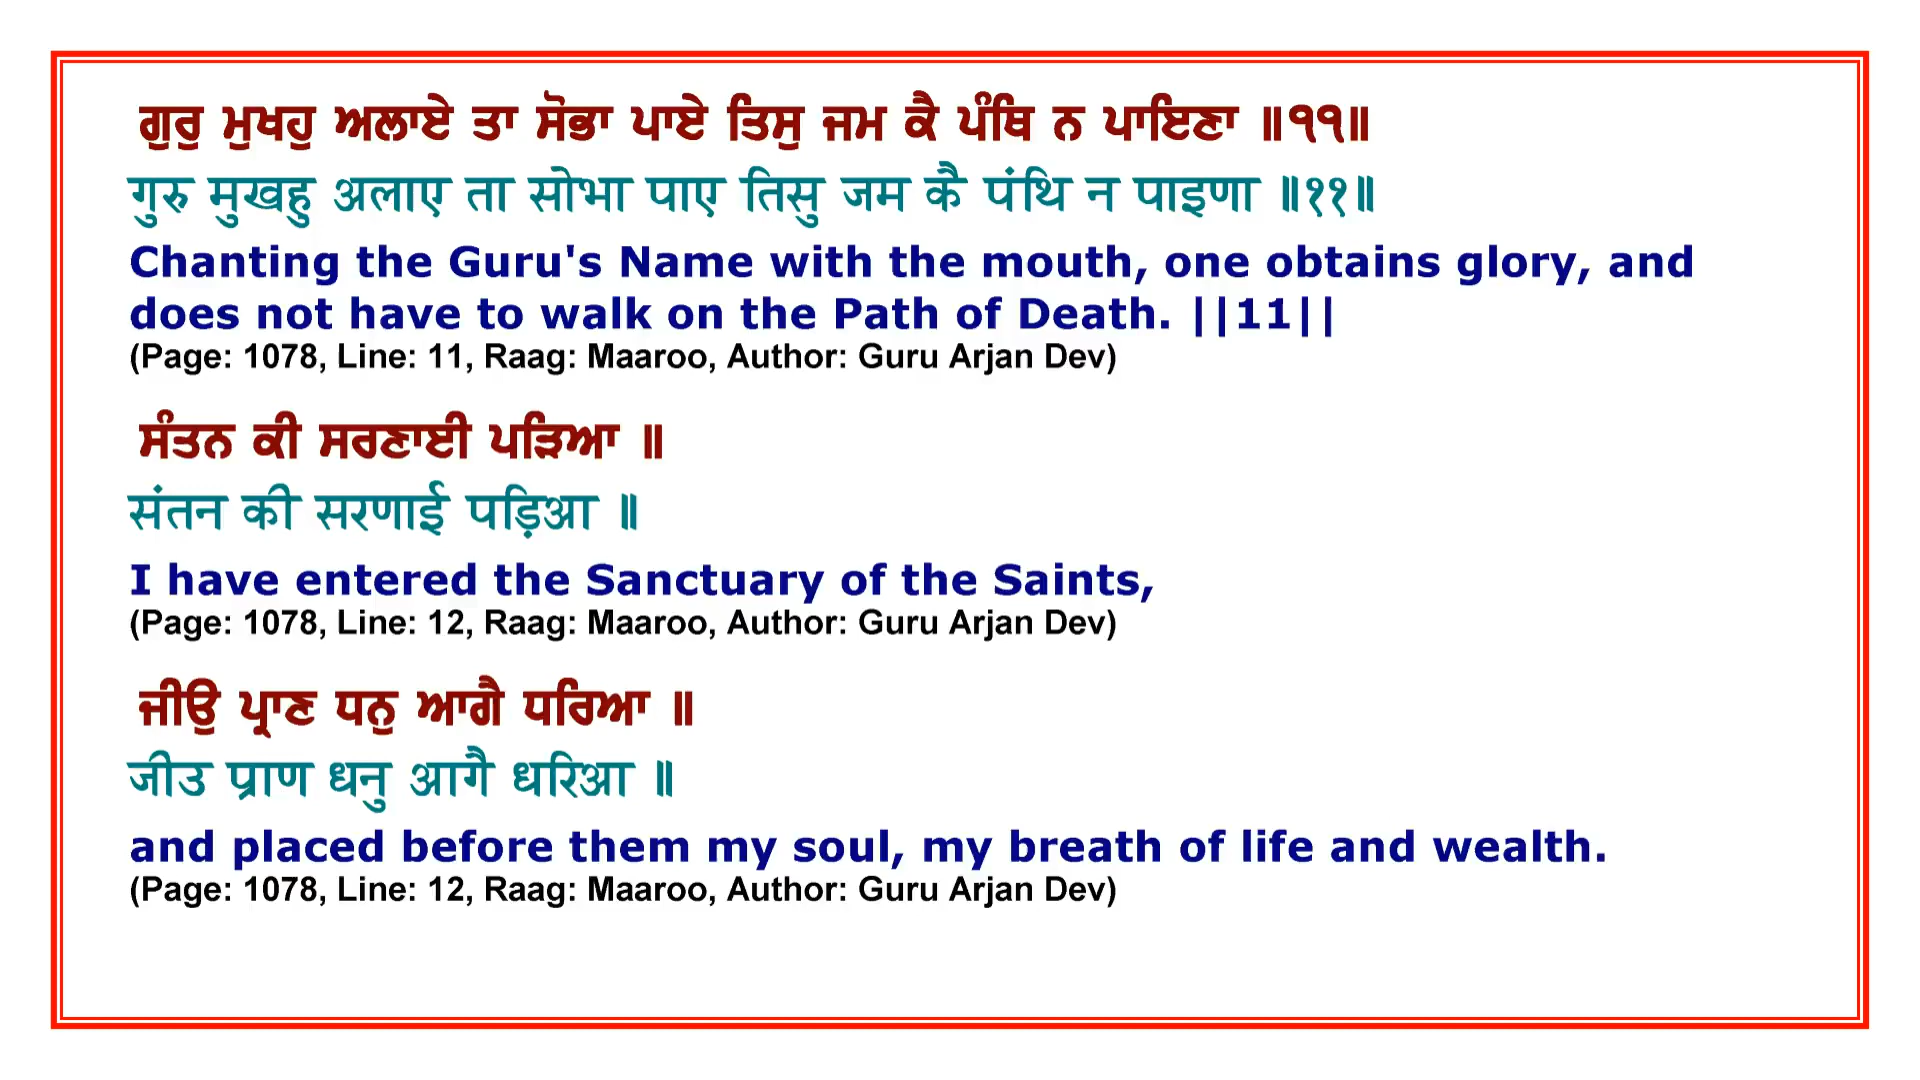 ਗੁਰੁ ਮੁਖਹੁ ਅਲਾਏ ਤਾ ਸੋਭਾ ਪਾਏ ਤਿਸੁ ਜਮ ਕੈ ਪੰਥਿ ਨ ਪਾਇਣਾ ॥੧੧॥
गुरु मुखहु अलाए ता सोभा पाए तिसु जम कै पंथि न पाइणा ॥११॥
Chanting the Guru's Name with the mouth, one obtains glory, and
does not have to walk on the Path of Death. ||11||
(Page: 1078, Line: 11, Raag: Maaroo, Author: Guru Arjan Dev)
ਸੰਤਨ ਕੀ ਸਰਣਾਈ ਪੜਿਆ ॥
संतन की सरणाई पड़िआ ॥
I have entered the Sanctuary of the Saints,
(Page: 1078, Line: 12, Raag: Maaroo, Author: Guru Arjan Dev)
ਜੀਉ ਪ੍ਰਾਣ ਧਨੁ ਆਗੈ ਧਰਿਆ ॥
जीउ प्राण धनु आगै धरिआ ॥
and placed before them my soul, my breath of life and wealth.
(Page: 1078, Line: 12, Raag: Maaroo, Author: Guru Arjan Dev)